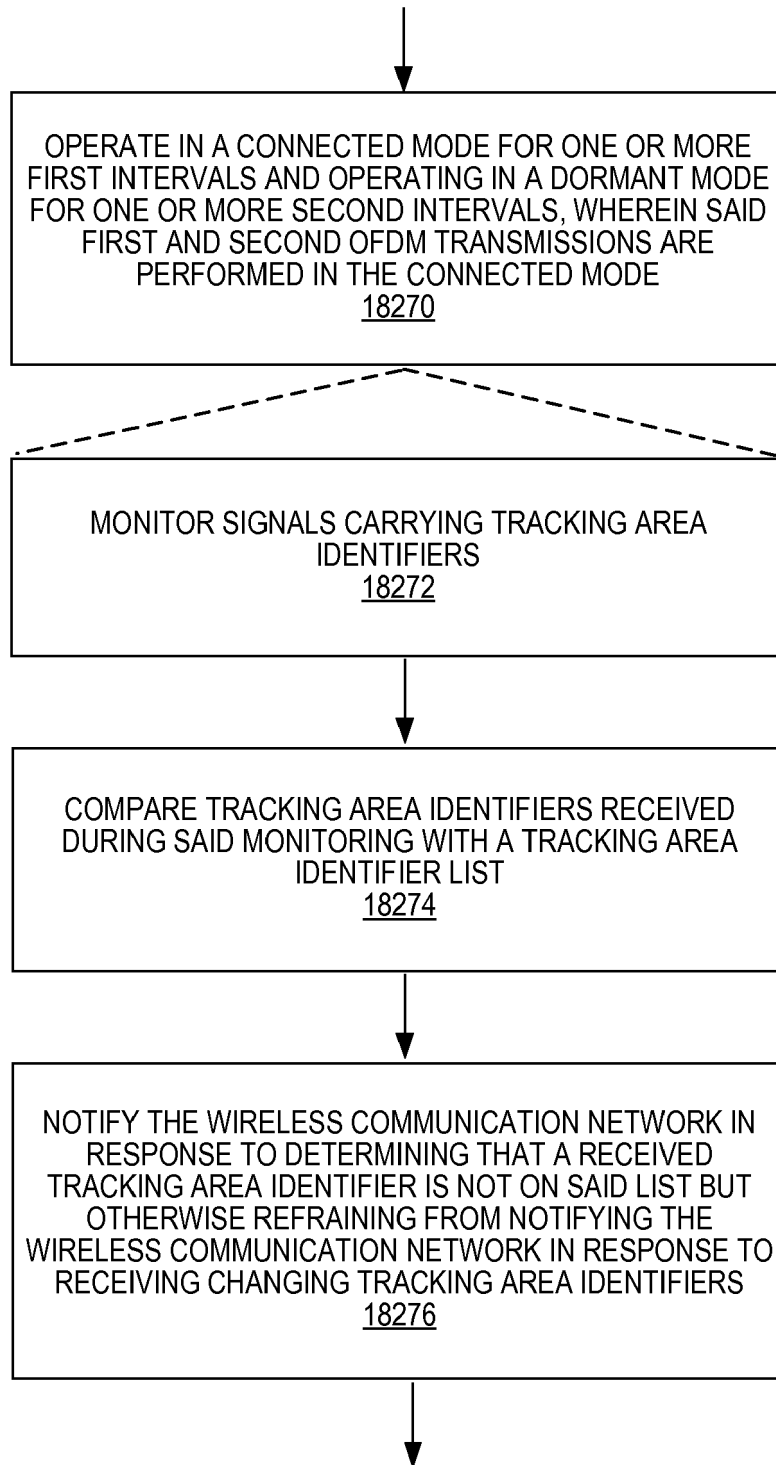 OPERATE IN A CONNECTED MODE FOR ONE OR MORE
FIRST INTERVALS AND OPERATING IN A DORMANT MODE
FOR ONE OR MORE SECOND INTERVALS, WHEREIN SAID
FIRST AND SECOND OFDM TRANSMISSIONS ARE
PERFORMED IN THE CONNECTED MODE
18270
MONITOR SIGNALS CARRYING TRACKING AREA
IDENTIFIERS
18272
COMPARE TRACKING AREA IDENTIFIERS RECEIVED
DURING SAID MONITORING WITH A TRACKING AREA
IDENTIFIER LIST
18274
NOTIFY THE WIRELESS COMMUNICATION NETWORK IN
RESPONSE TO DETERMINING THAT A RECEIVED
TRACKING AREA IDENTIFIER IS NOT ON SAID LIST BUT
OTHERWISE REFRAINING FROM NOTIFYING THE
WIRELESS COMMUNICATION NETWORK IN RESPONSE TO
RECEIVING CHANGING TRACKING AREA IDENTIFIERS
18276